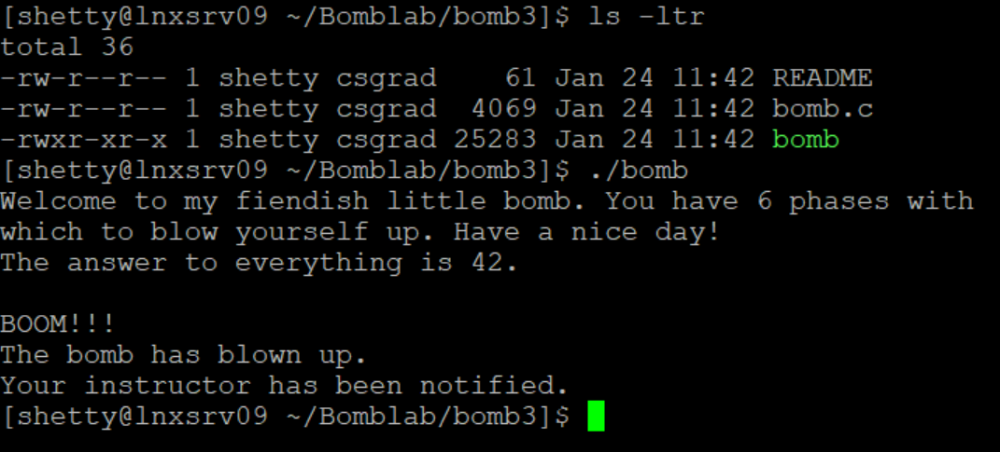 [shetty@lnxsrv09 ~/Bomblab/bomb3]$ ls -ltr
total 36
-rw-r--r-- 1 shetty csgrad    61 Jan 24 11:42 README
-rw-r--r-- 1 shetty csgrad  4069 Jan 24 11:42 bomb.c
-rwxr-xr-x 1 shetty csgrad 25283 Jan 24 11:42 bomb
[shetty@lnxsrv09 ~/Bomblab/bomb3]$ ./bomb
Welcome to my fiendish little bomb. You have 6 phases with
which to blow yourself up. Have a nice day!
The answer to everything is 42.

BOOM!!!
The bomb has blown up.
Your instructor has been notified.
[shetty@lnxsrv09 ~/Bomblab/bomb3]$